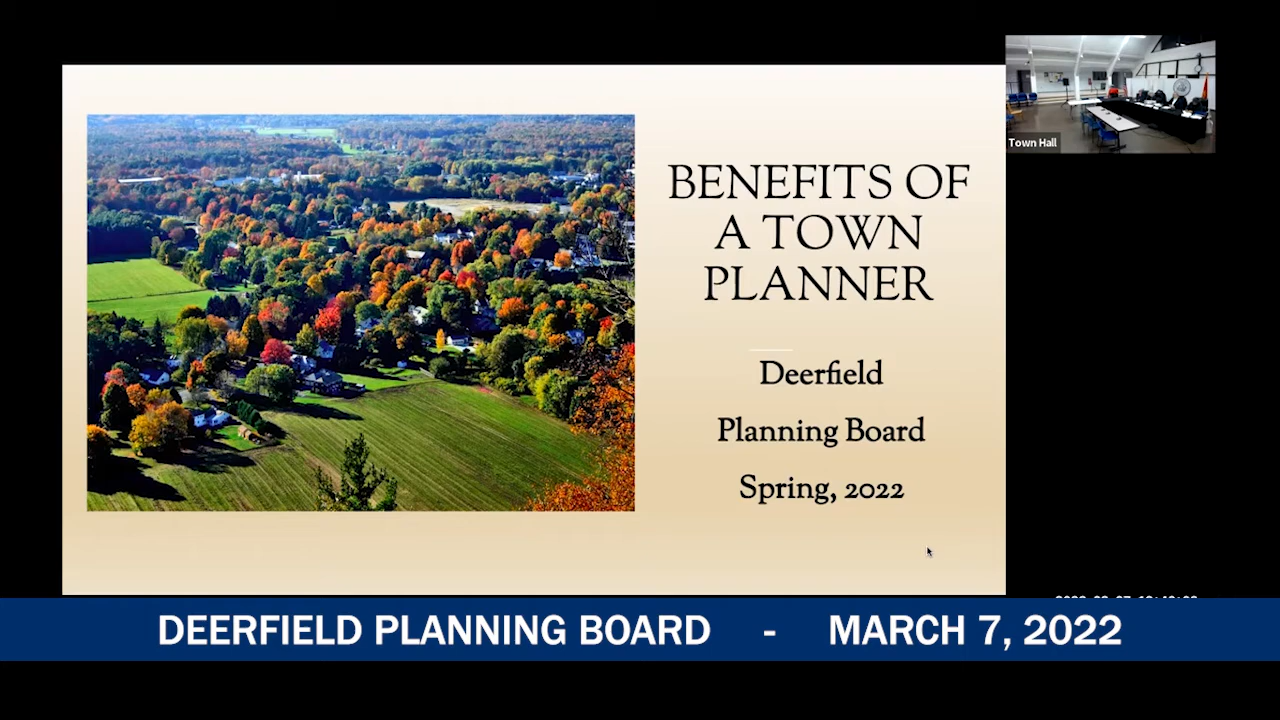 BENEFITS OF
A TOWN
PLANNER
Deerfield
Planning Board
Spring, 2022
Town Hall
DEERFIELD PLANNING BOARD - MARCH 7, 2022